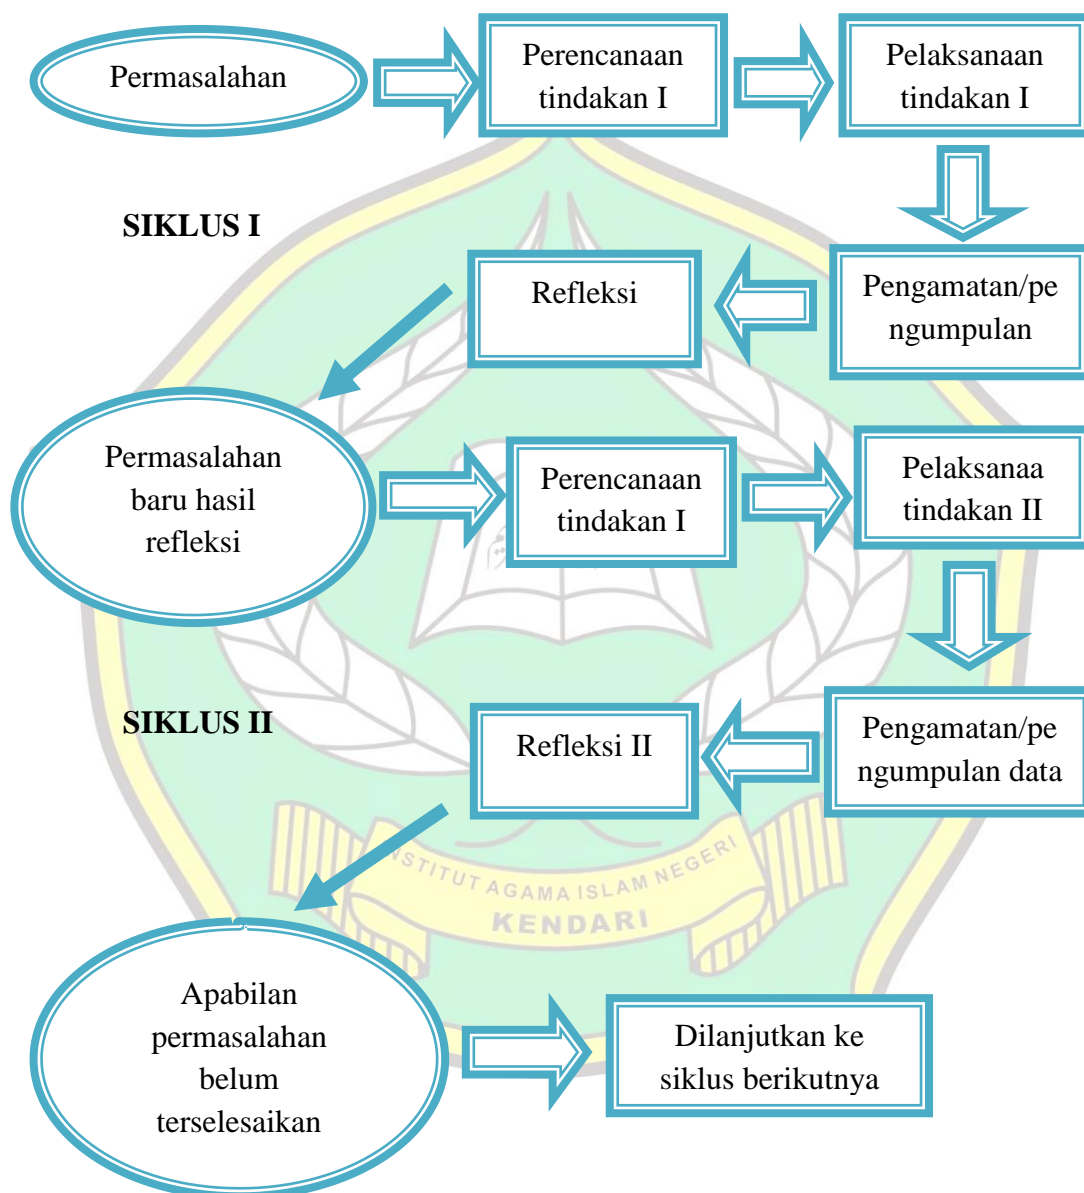 Permasalahan
Perencanaan
tindakan I
Pelaksanaan
tindakan I
SIKLUS I
Refleksi
Pengamatan/pe
ngumpulan
Permasalahan
baru hasil
refleksi
Perencanaan
tindakan I
Pelaksanaa
tindakan II
SIKLUS II
Refleksi II
Pengamatan/pe
ngumpulan data
INSTITUT AGAMA ISLAM NEGERI
KENDARI
Apabilan
permasalahan
belum
terselesaikan
Dilanjutkan ke
siklus berikutnya